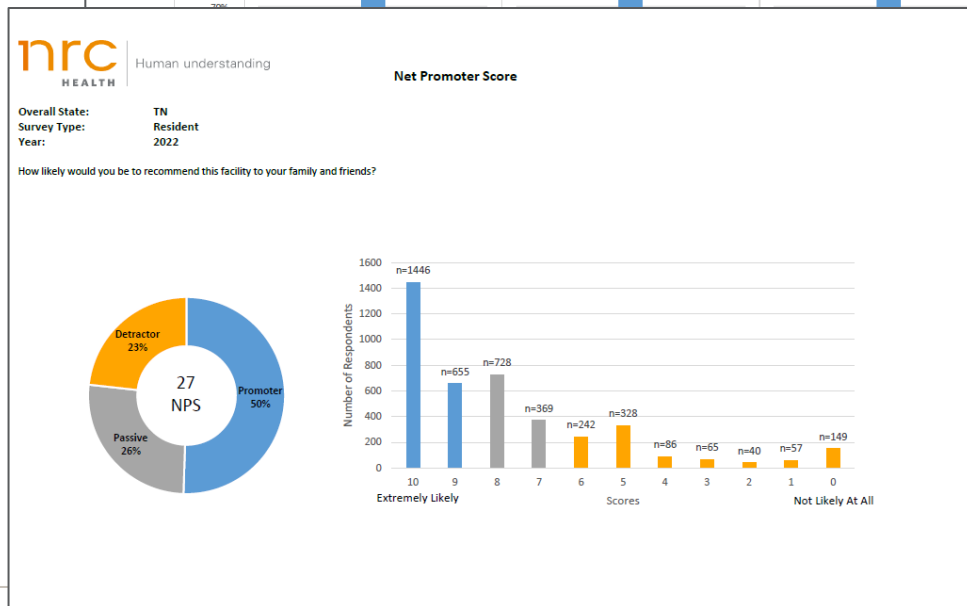 70%
nrc
HEALTH
Human understanding
Net Promoter Score
Overall State: TN
Survey Type: Resident
Year: 2022
How likely would you be to recommend this facility to your family and friends?
Detractor
23%
27
NPS
Promoter
50%
Passive
26%
Number of Respondents
1600
1400
1200
1000
800
600
400
200
0
n=1446
n=655
n=728
n=369
n=242
n=328
n=86
n=65
n=40
n=57
n=149
10 9 8 7 6 5 4 3 2 1 0
Extremely Likely Scores Not Likely At All